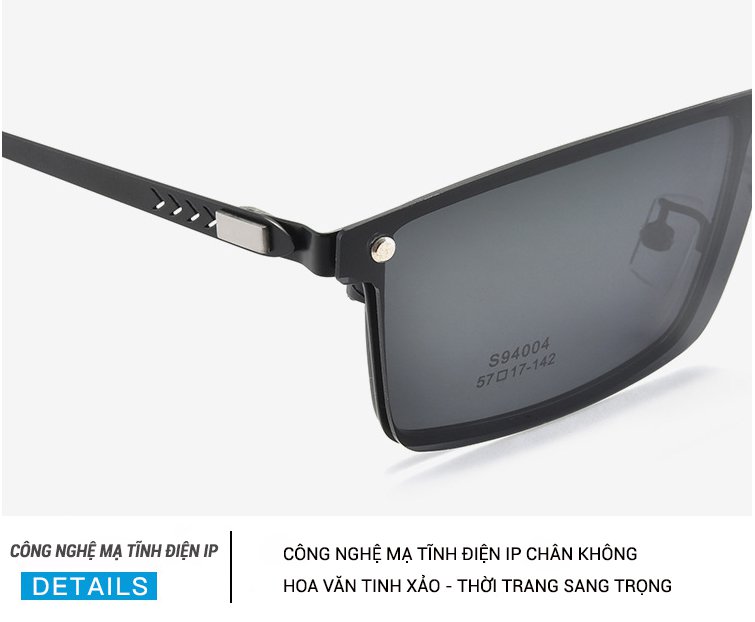 S94004
57□17-142
CÔNG NGHỆ MẠ TĨNH ĐIỆN IP
DETAILS
CÔNG NGHỆ MẠ TĨNH ĐIỆN IP CHÂN KHÔNG
HOA VĂN TINH XẢO - THỜI TRANG SANG TRỌNG